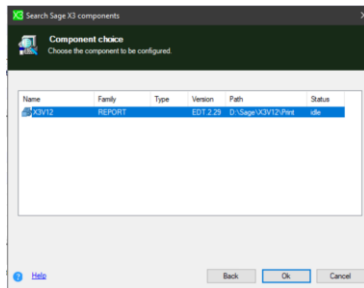 X3 Search Sage X3 components
Component choice
Choose the component to be configured.
Name Family Type Version Path Status
X3V12 REPORT EDT.2.29 D:\Sage\X3V12\Print idle
Help Back Ok Cancel